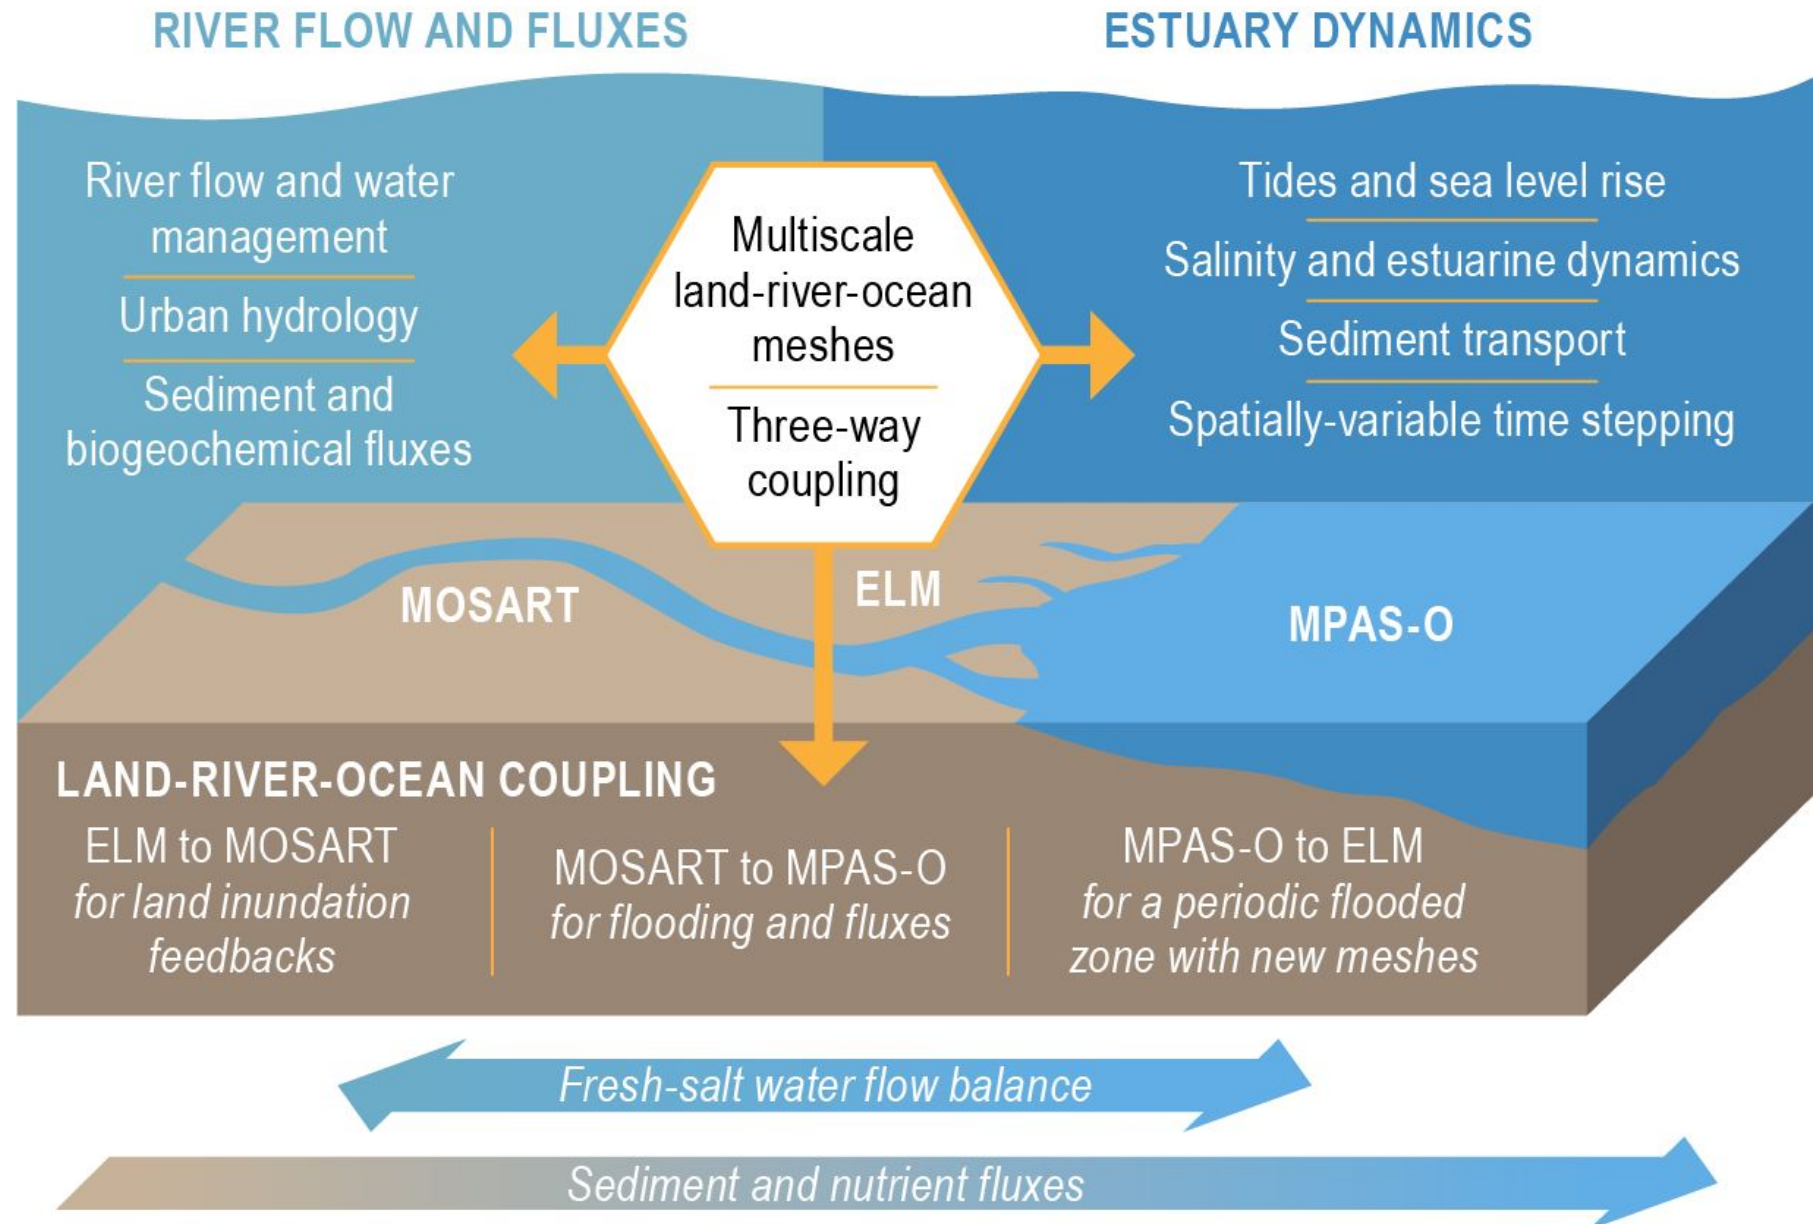 RIVER FLOW AND FLUXES
ESTUARY DYNAMICS
River flow and water
management
Urban hydrology
Sediment and
biogeochemical fluxes
Multiscale
land-river-ocean
meshes
Three-way
coupling
Tides and sea level rise
Salinity and estuarine dynamics
Sediment transport
Spatially-variable time stepping
MOSART
ELM
MPAS-O
LAND-RIVER-OCEAN COUPLING
ELM to MOSART
for land inundation
feedbacks
MOSART to MPAS-O
for flooding and fluxes
MPAS-O to ELM
for a periodic flooded
zone with new meshes
Fresh-salt water flow balance
Sediment and nutrient fluxes